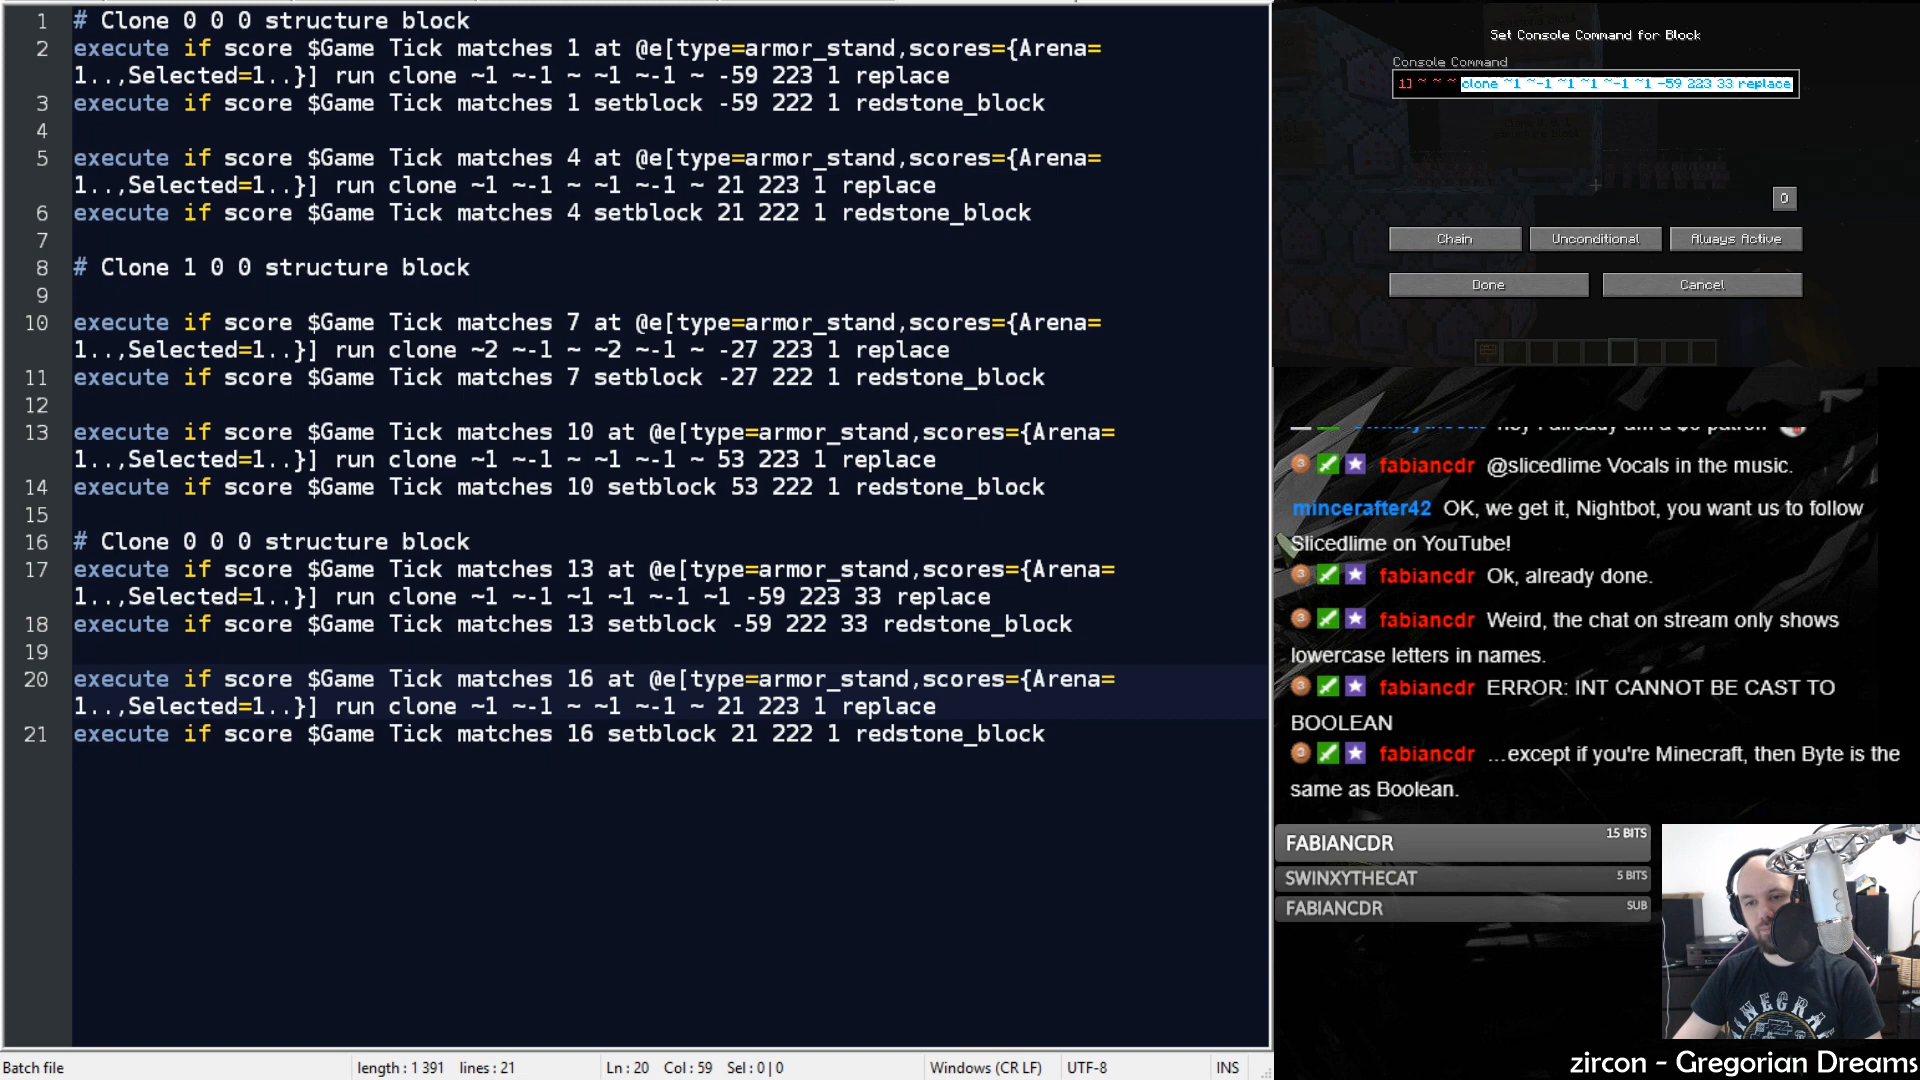 1 # Clone 0 0 0 structure block
2 execute if score $Game Tick matches 1 at @e[type=armor_stand,scores={Arena=
1..,Selected=1..}] run clone ~1 ~-1 ~ ~1 ~-1 ~ -59 223 1 replace
3 execute if score $Game Tick matches 1 setblock -59 222 1 redstone_block
4
5 execute if score $Game Tick matches 4 at @e[type=armor_stand,scores={Arena=
1..,Selected=1..}] run clone ~1 ~-1 ~ ~1 ~-1 ~ 21 223 1 replace
6 execute if score $Game Tick matches 4 setblock 21 222 1 redstone_block
7
8 # Clone 1 0 0 structure block
9
10 execute if score $Game Tick matches 7 at @e[type=armor_stand,scores={Arena=
1..,Selected=1..}] run clone ~2 ~-1 ~ ~2 ~-1 ~ -27 223 1 replace
11 execute if score $Game Tick matches 7 setblock -27 222 1 redstone_block
12
13 execute if score $Game Tick matches 10 at @e[type=armor_stand,scores={Arena=
1..,Selected=1..}] run clone ~1 ~-1 ~ ~1 ~-1 ~ 53 223 1 replace
14 execute if score $Game Tick matches 10 setblock 53 222 1 redstone_block
15
16 # Clone 0 0 0 structure block
17 execute if score $Game Tick matches 13 at @e[type=armor_stand,scores={Arena=
1..,Selected=1..}] run clone ~1 ~-1 ~1 ~1 ~-1 ~1 -59 223 33 replace
18 execute if score $Game Tick matches 13 setblock -59 222 33 redstone_block
19
20 execute if score $Game Tick matches 16 at @e[type=armor_stand,scores={Arena=
1..,Selected=1..}] run clone ~1 ~-1 ~ ~1 ~-1 ~ 21 223 1 replace
21 execute if score $Game Tick matches 16 setblock 21 222 1 redstone_block
Batch file length : 1 391 lines : 21 Ln : 20 Col : 59 Sel : 0 | 0 Windows (CR LF) UTF-8 INS
Set Console Command for Block
Console Command
1] ~ ~ ~ clone ~1 ~-1 ~1 ~1 ~-1 ~1 -59 223 33 replace
0
Chain Unconditional Always Active
Done Cancel
fabiancdr @slicedlime Vocals in the music.
mincerafter42 OK, we get it, Nightbot, you want us to follow
Slicedlime on YouTube!
fabiancdr Ok, already done.
fabiancdr Weird, the chat on stream only shows
lowercase letters in names.
fabiancdr ERROR: INT CANNOT BE CAST TO
BOOLEAN
fabiancdr ...except if you're Minecraft, then Byte is the
same as Boolean.
FABIANCDR 15 BITS
SWINXYTHECAT 5 BITS
FABIANCDR SUB
zircon - Gregorian Dreams